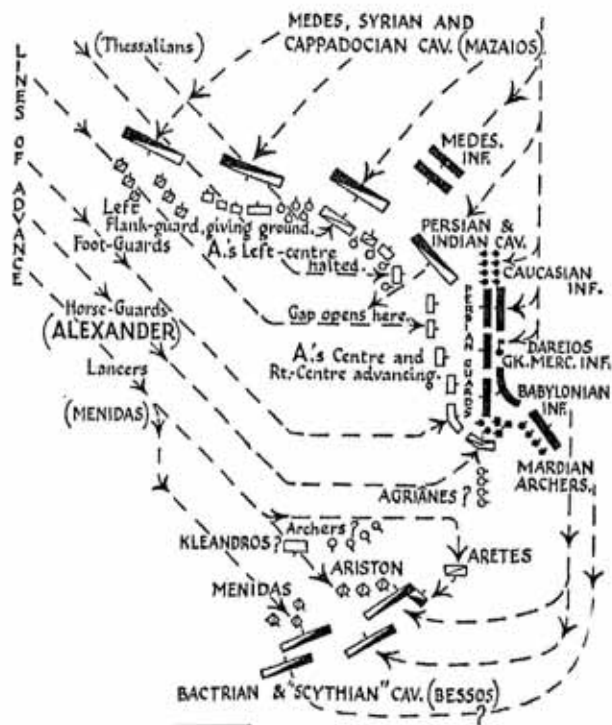 MEDES, SYRIAN AND
CAPPADOCIAN CAV. (MAZAIOS)
(Thessalians)
LINES OF ADVANCE
MEDES.
INF.
Left
Flank-guard, giving ground.
Foot-Guards
A.'s Left-centre
halted.
PERSIAN &
INDIAN CAV.
CAUCASIAN
INF.
Horse-Guards
(ALEXANDER)
Gap opens here.
PERSIAN GUARDS
DAREIOS
GK. MERC. INF.
Lancers
A.'s Centre and
Rt.-Centre advancing.
BABYLONIAN
INF.
(MENIDAS)
MARDIAN
ARCHERS.
AGRIANES ?
Archers ?
KLEANDROS ?
ARISTON
ARETES
MENIDAS
BACTRIAN & "SCYTHIAN" CAV. (BESSOS)
?